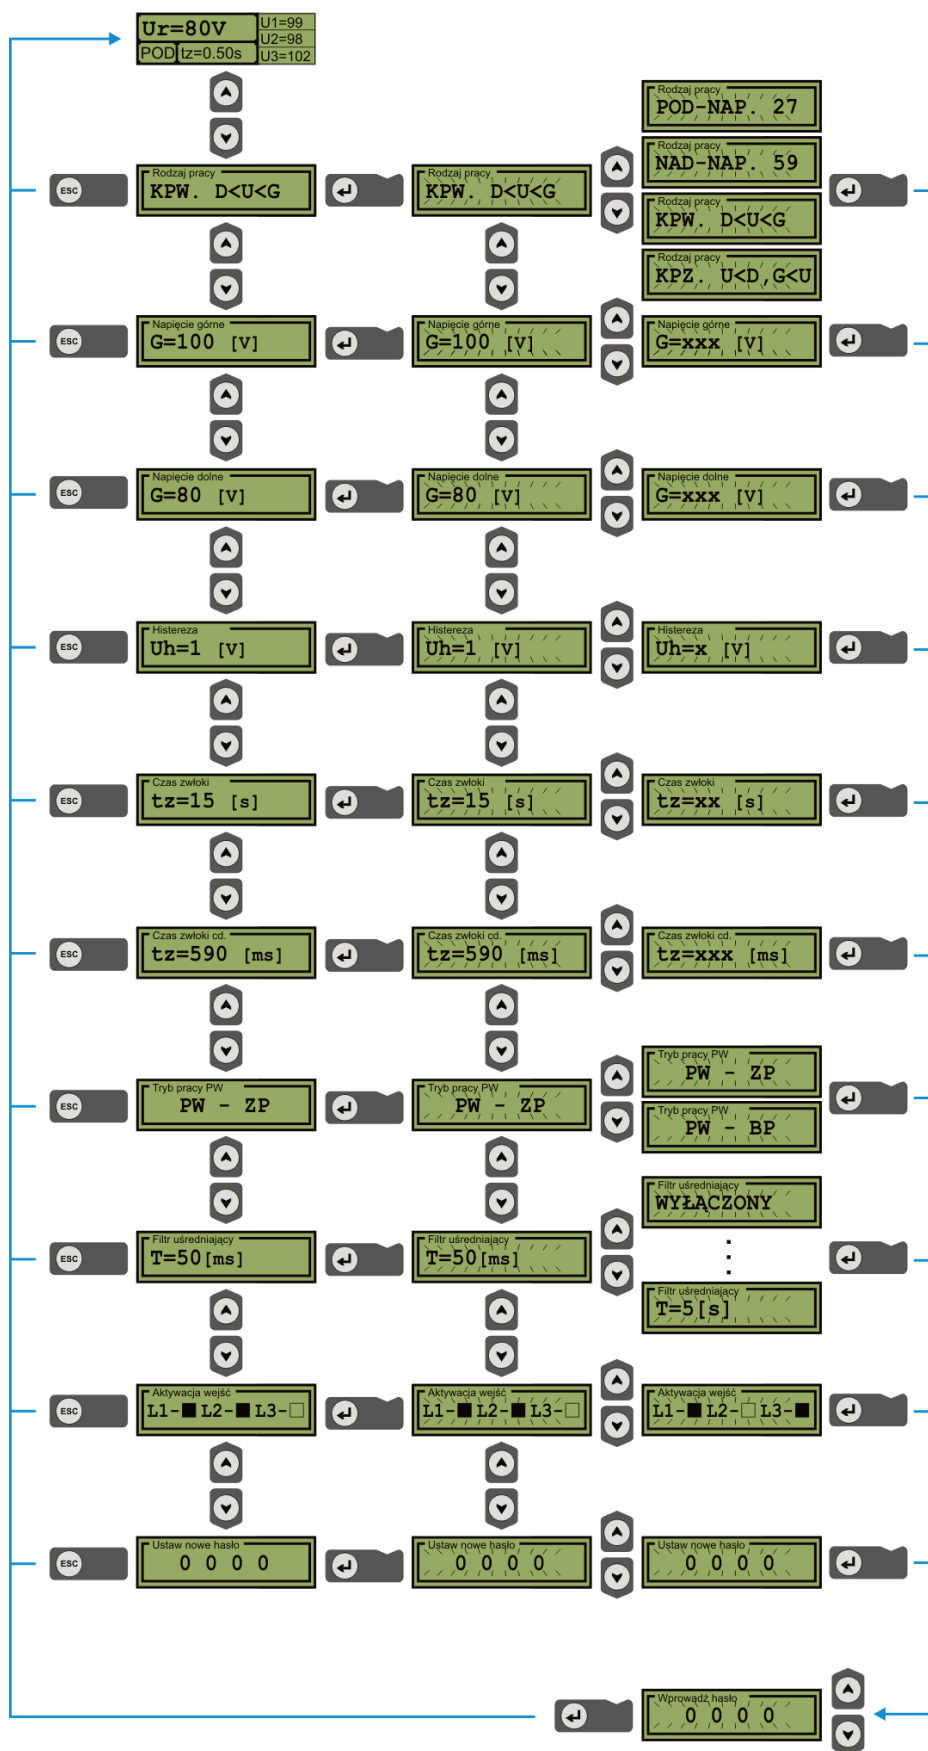 Ur=80V
U1=99
U2=98
POD tz=0.50s
U3=102
Rodzaj pracy
POD-NAP. 27
Rodzaj pracy
NAD-NAP. 59
ESC
Rodzaj pracy
KPW. D<U<G
Rodzaj pracy
KPW. D<U<G
Rodzaj pracy
KPW. D<U<G
Rodzaj pracy
KPZ. U<D,G<U
ESC
Napięcie górne
G=100 [V]
Napięcie górne
G=100 [V]
Napięcie górne
G=xxx [V]
ESC
Napięcie dolne
G=80 [V]
Napięcie dolne
G=80 [V]
Napięcie dolne
G=xxx [V]
ESC
Histereza
Uh=1 [V]
Histereza
Uh=1 [V]
Histereza
Uh=x [V]
ESC
Czas zwłoki
tz=15 [s]
Czas zwłoki
tz=15 [s]
Czas zwłoki
tz=xx [s]
ESC
Czas zwłoki cd.
tz=590 [ms]
Czas zwłoki cd.
tz=590 [ms]
Czas zwłoki cd.
tz=xxx [ms]
ESC
Tryb pracy PW
PW - ZP
Tryb pracy PW
PW - ZP
Tryb pracy PW
PW - ZP
Tryb pracy PW
PW - BP
ESC
Filtr uśredniający
T=50[ms]
Filtr uśredniający
T=50[ms]
Filtr uśredniający
WYŁĄCZONY
Filtr uśredniający
T=5[s]
ESC
Aktywacja wejść
L1-■ L2-■ L3-□
Aktywacja wejść
L1-■ L2-■ L3-□
Aktywacja wejść
L1-■ L2-□ L3-■
ESC
Ustaw nowe hasło
0 0 0 0
Ustaw nowe hasło
0 0 0 0
Ustaw nowe hasło
0 0 0 0
Wprowadź hasło
0 0 0 0